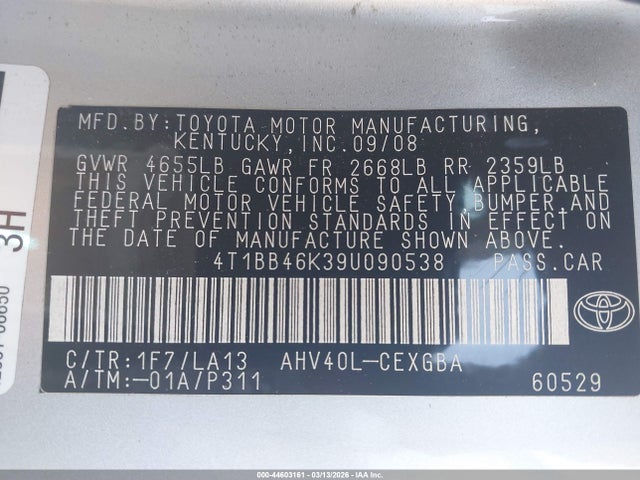 MFD.BY:TOYOTA MOTOR MANUFACTURING,
KENTUCKY,INC.09/08
GVWR 4655LB GAWR FR 2668LB RR 2359LB
THIS VEHICLE CONFORMS TO ALL APPLICABLE
FEDERAL MOTOR VEHICLE SAFETY BUMPER,AND
THEFT PREVENTION STANDARDS IN EFFECT ON
THE DATE OF MANUFACTURE SHOWN ABOVE.
4T1BB46K39U090538 PASS.CAR
C/TR:1F7/LA13 AHV40L-CEXGBA
A/TM:-01A/P311
60529
TOYOTA
3H
000-44603161 - 03/13/2026 - IAA Inc.